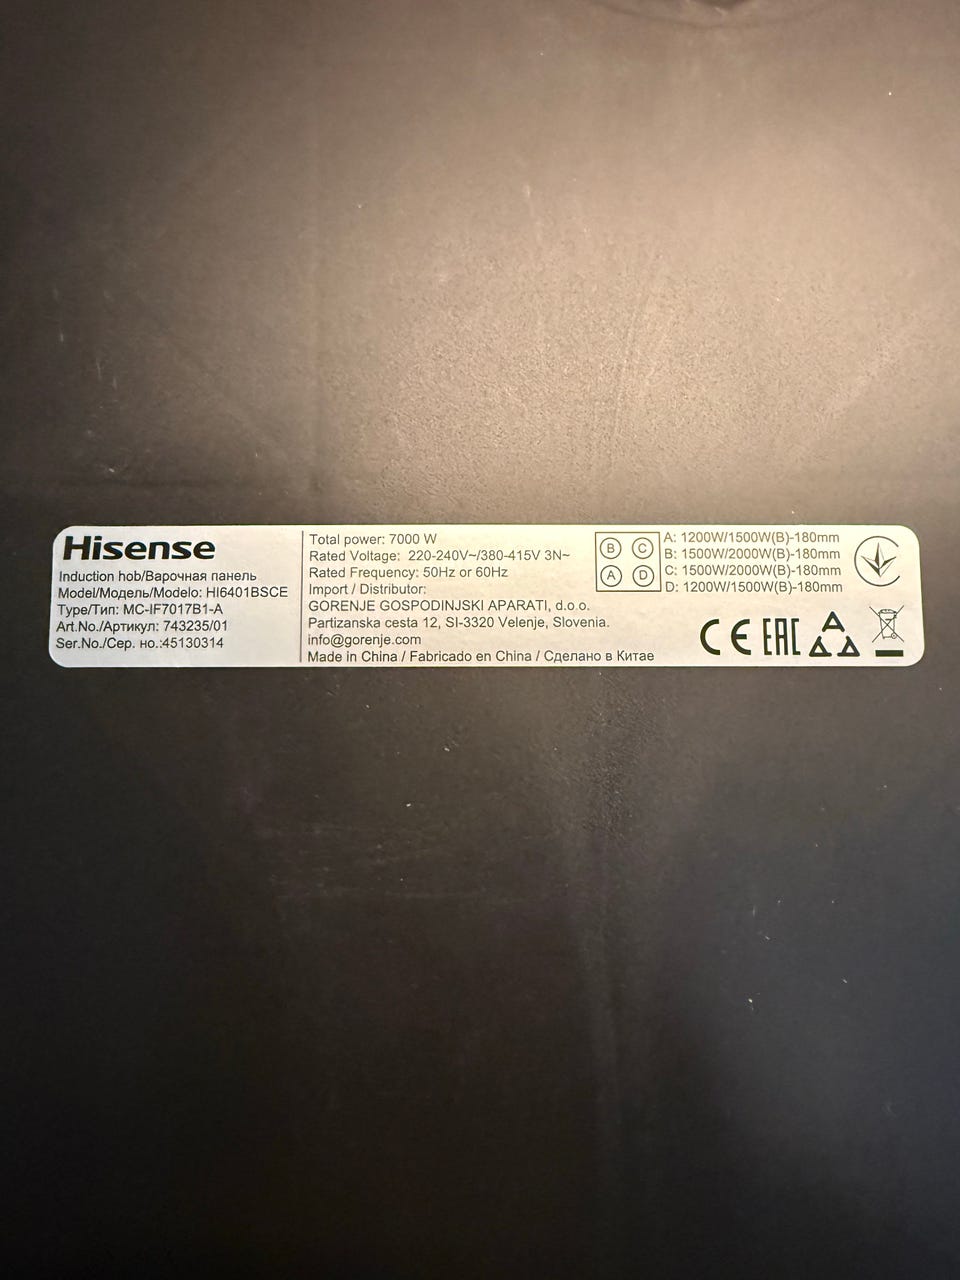 Hisense
Induction hob/Варочная панель
Model/Модель/Modelo: HI6401BSCE
Type/Тип: MC-IF7017B1-A
Art.No./Артикул: 743235/01
Ser.No./Сер. но.:45130314
Total power: 7000 W
Rated Voltage: 220-240V~/380-415V 3N~
Rated Frequency: 50Hz or 60Hz
Import / Distributor:
GORENJE GOSPODINJSKI APARATI, d.o.o.
Partizanska cesta 12, SI-3320 Velenje, Slovenia.
info@gorenje.com
Made in China / Fabricado en China / Сделано в Китае
B C
A D
A: 1200W/1500W(B)-180mm
B: 1500W/2000W(B)-180mm
C: 1500W/2000W(B)-180mm
D: 1200W/1500W(B)-180mm
CE EAC